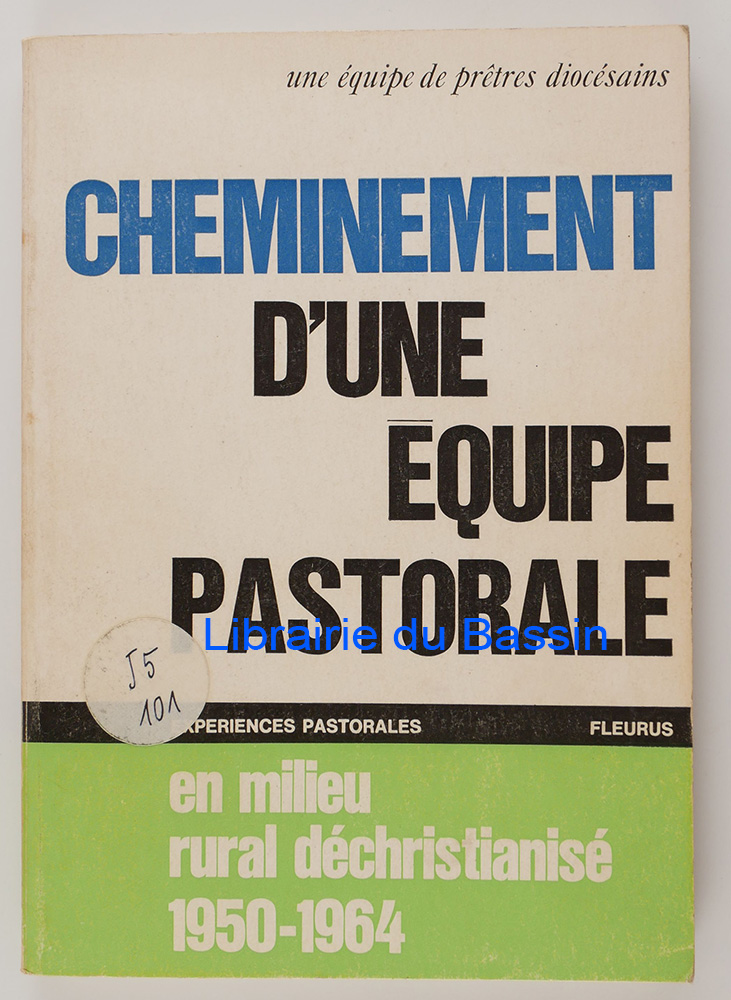 une équipe de prêtres diocésains
CHEMINEMENT
D'UNE
ÉQUIPE
PASTORALE
Librairie du Bassin
J5
101
XPERIENCES PASTORALES
FLEURUS
en milieu
rural déchristianisé
1950-1964